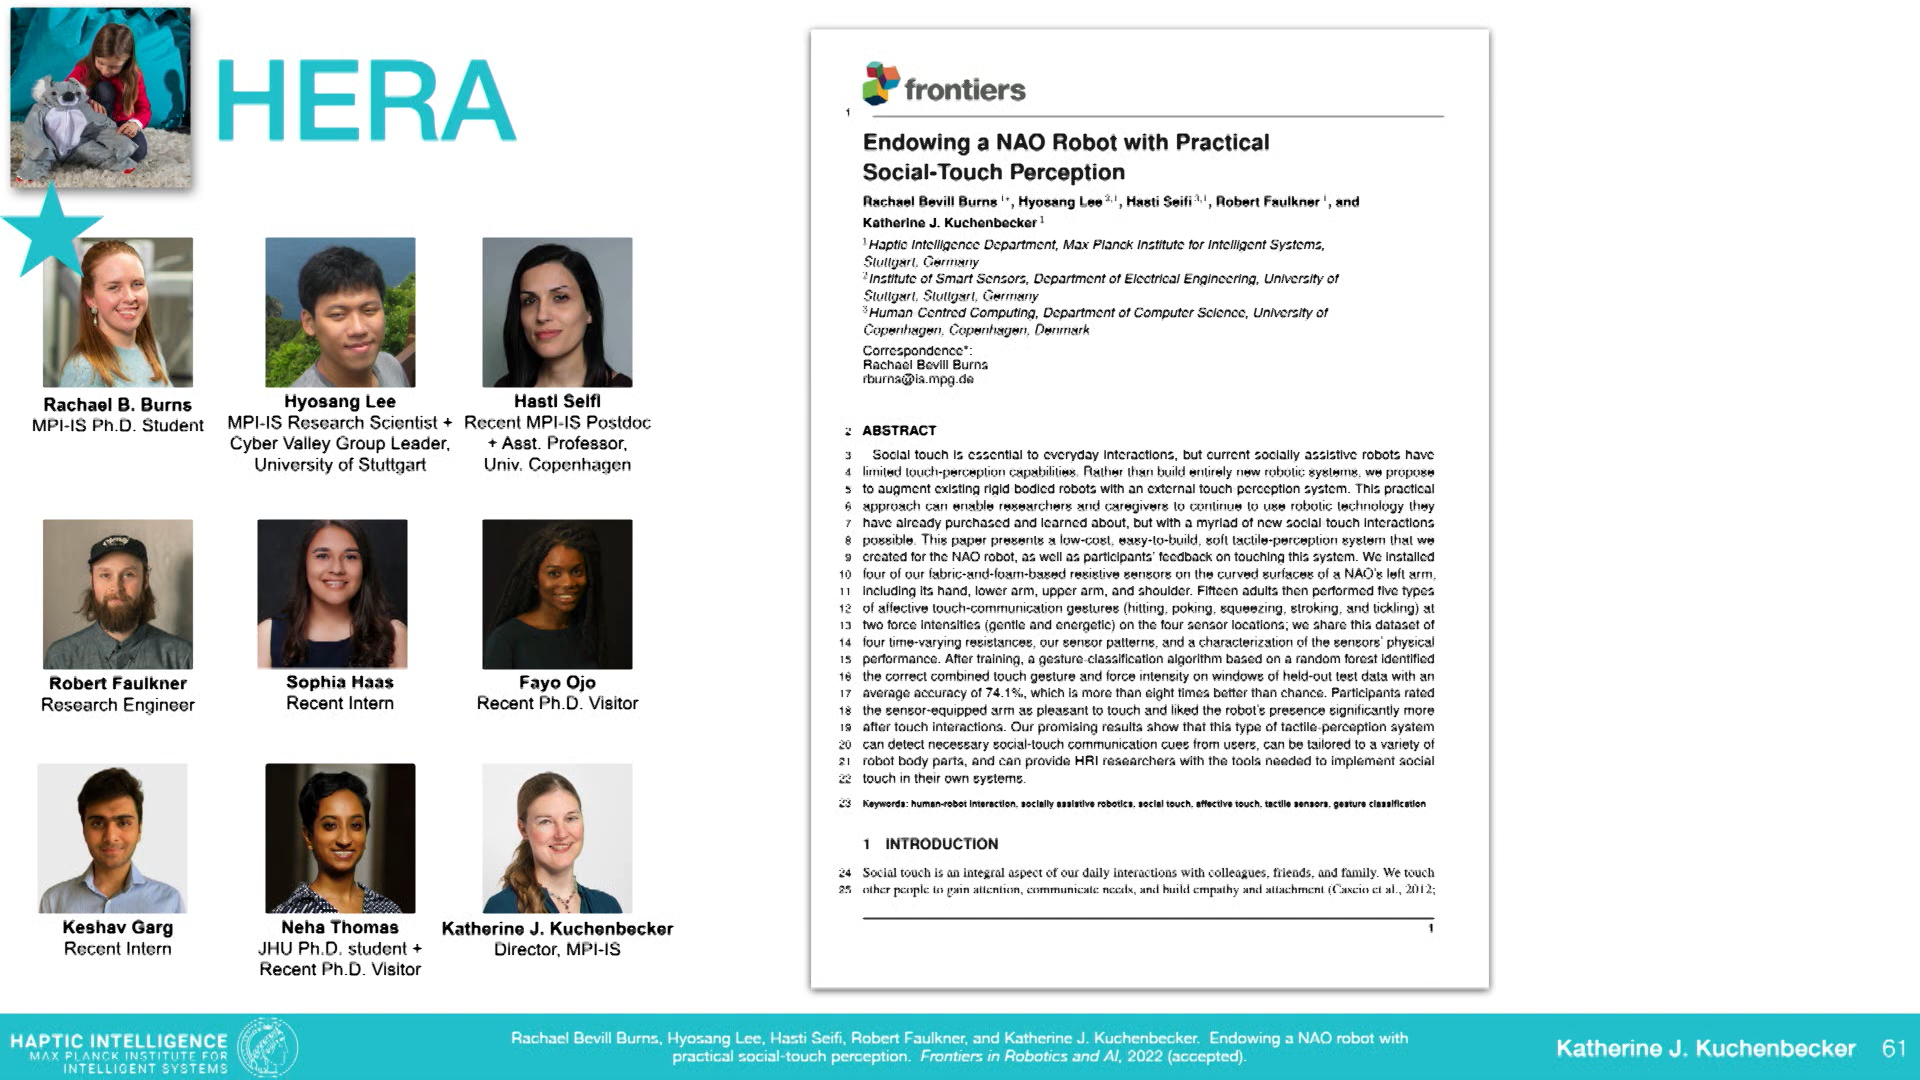 HERA
Rachael B. Burns
MPI-IS Ph.D. Student
Hyosang Lee
MPI-IS Research Scientist +
Cyber Valley Group Leader,
University of Stuttgart
Hasti Seifi
Recent MPI-IS Postdoc
+ Asst. Professor,
Univ. Copenhagen
Robert Faulkner
Research Engineer
Sophia Haas
Recent Intern
Fayo Ojo
Recent Ph.D. Visitor
Keshav Garg
Recent Intern
Neha Thomas
JHU Ph.D. student +
Recent Ph.D. Visitor
Katherine J. Kuchenbecker
Director, MPI-IS
frontiers
1
Endowing a NAO Robot with Practical
Social-Touch Perception
Rachael Bevill Burns 1*, Hyosang Lee 2,1, Hasti Seifi 3,1, Robert Faulkner 1, and
Katherine J. Kuchenbecker 1
1 Haptic Intelligence Department, Max Planck Institute for Intelligent Systems,
Stuttgart, Germany
2 Institute of Smart Sensors, Department of Electrical Engineering, University of
Stuttgart, Stuttgart, Germany
3 Human Centred Computing, Department of Computer Science, University of
Copenhagen, Copenhagen, Denmark
Correspondence*:
Rachael Bevill Burns
rburns@is.mpg.de
2 ABSTRACT
3 Social touch is essential to everyday interactions, but current socially assistive robots have
4 limited touch-perception capabilities. Rather than build entirely new robotic systems, we propose
5 to augment existing rigid bodied robots with an external touch perception system. This practical
6 approach can enable researchers and caregivers to continue to use robotic technology they
7 have already purchased and learned about, but with a myriad of new social touch interactions
8 possible. This paper presents a low-cost, easy-to-build, soft tactile-perception system that we
9 created for the NAO robot, as well as participants' feedback on touching this system. We installed
10 four of our fabric-and-foam-based resistive sensors on the curved surfaces of a NAO's left arm,
11 including its hand, lower arm, upper arm, and shoulder. Fifteen adults then performed five types
12 of affective touch-communication gestures (hitting, poking, squeezing, stroking, and tickling) at
13 two force intensities (gentle and energetic) on the four sensor locations; we share this dataset of
14 four time-varying resistances, our sensor patterns, and a characterization of the sensors' physical
15 performance. After training, a gesture-classification algorithm based on a random forest identified
16 the correct combined touch gesture and force intensity on windows of held-out test data with an
17 average accuracy of 74.1%, which is more than eight times better than chance. Participants rated
18 the sensor-equipped arm as pleasant to touch and liked the robot's presence significantly more
19 after touch interactions. Our promising results show that this type of tactile-perception system
20 can detect necessary social-touch communication cues from users, can be tailored to a variety of
21 robot body parts, and can provide HRI researchers with the tools needed to implement social
22 touch in their own systems.
23 Keywords: human-robot interaction, socially assistive robotics, social touch, affective touch, tactile sensors, gesture classification
1 INTRODUCTION
24 Social touch is an integral aspect of our daily interactions with colleagues, friends, and family. We touch
25 other people to gain attention, communicate needs, and build empathy and attachment (Cascio et al., 2012;
1
HAPTIC INTELLIGENCE
MAX PLANCK INSTITUTE FOR
INTELLIGENT SYSTEMS
Rachael Bevill Burns, Hyosang Lee, Hasti Seifi, Robert Faulkner, and Katherine J. Kuchenbecker. Endowing a NAO robot with
practical social-touch perception. Frontiers in Robotics and AI, 2022 (accepted).
Katherine J. Kuchenbecker 61